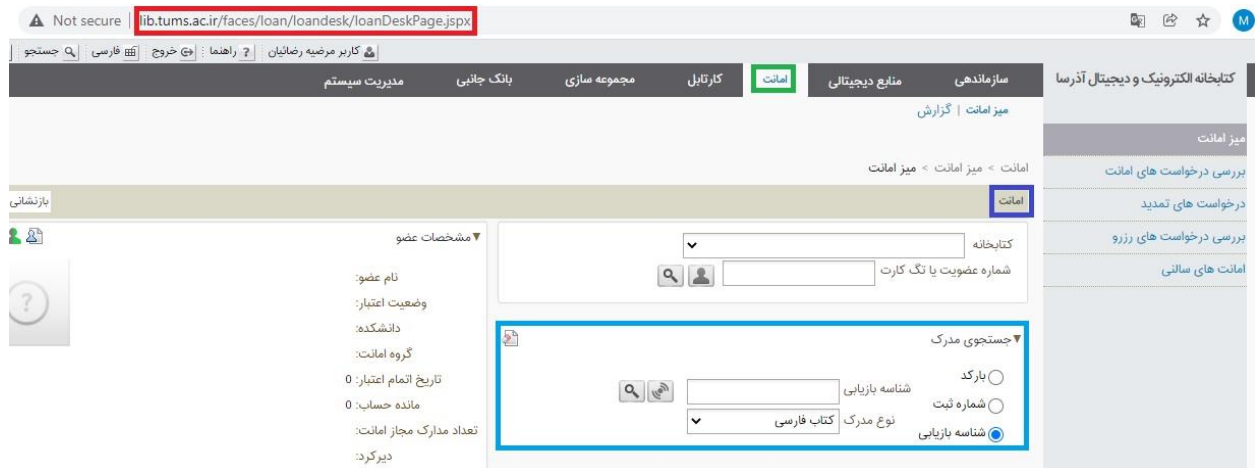 Not secure | lib.tums.ac.ir/faces/loan/loandesk/loanDeskPage.jspx
M
کاربر مرضیه رضائیان ? راهنما خروج فارسی جستجو
کتابخانه الکترونیک و دیجیتال آذرسا
سازماندهی منابع دیجیتالی امانت کارتابل مجموعه سازی بانک جانبی مدیریت سیستم
میز امانت | گزارش
میز امانت
بررسی درخواست های امانت
درخواست های تمدید
بررسی درخواست های رزرو
امانت های سالنی
امانت > میز امانت > میز امانت
امانت
بازنشانی
کتابخانه
شماره عضویت یا تگ کارت
▼جستجوی مدرک
بارکد
شماره ثبت
شناسه بازیابی
شناسه بازیابی
نوع مدرک کتاب فارسی
▼مشخصات عضو
?
نام عضو:
وضعیت اعتبار:
دانشکده:
گروه امانت:
تاریخ اتمام اعتبار: 0
مانده حساب: 0
تعداد مدارک مجاز امانت:
دیرکرد: